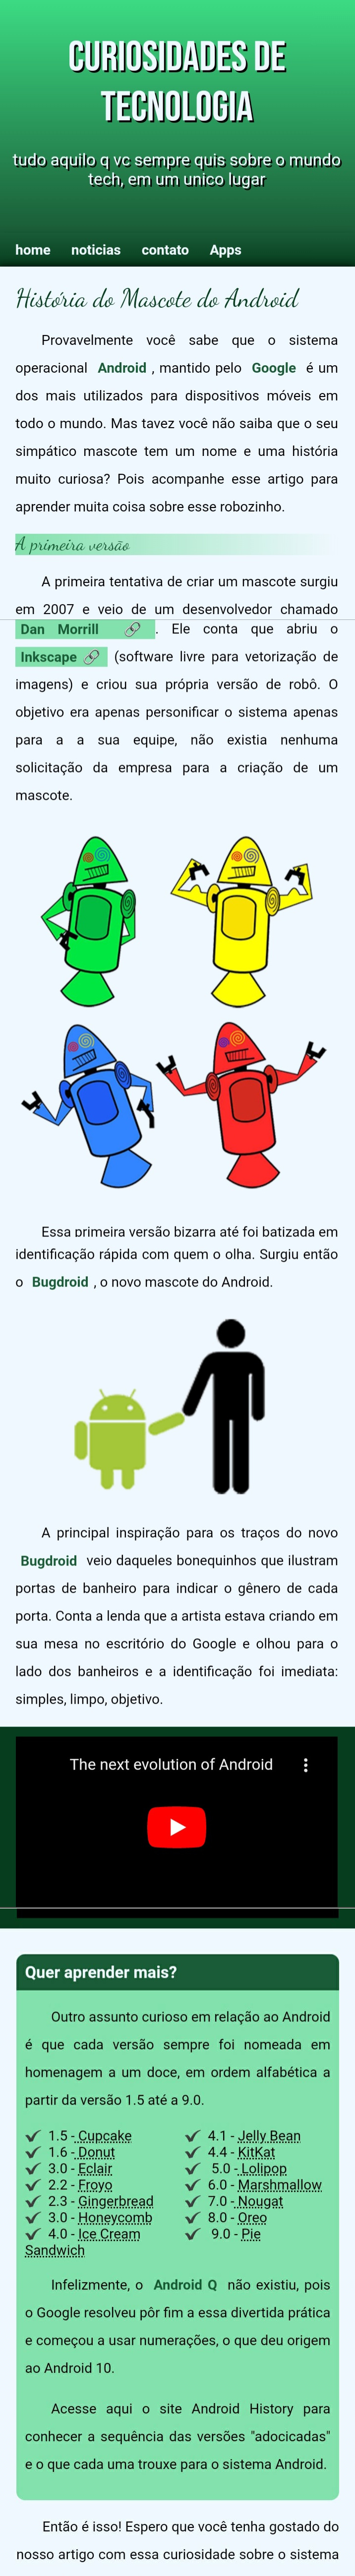 CURIOSIDADES DE
TECNOLOGIA
tudo aquilo q vc sempre quis sobre o mundo
tech, em um unico lugar
home noticias contato Apps
História do Mascote do Android
Provavelmente você sabe que o sistema
operacional Android , mantido pelo Google é um
dos mais utilizados para dispositivos móveis em
todo o mundo. Mas tavez você não saiba que o seu
simpático mascote tem um nome e uma história
muito curiosa? Pois acompanhe esse artigo para
aprender muita coisa sobre esse robozinho.
A primeira versão
A primeira tentativa de criar um mascote surgiu
em 2007 e veio de um desenvolvedor chamado
Dan Morrill 🔗 . Ele conta que abriu o
Inkscape 🔗 (software livre para vetorização de
imagens) e criou sua própria versão de robô. O
objetivo era apenas personificar o sistema apenas
para a a sua equipe, não existia nenhuma
solicitação da empresa para a criação de um
mascote.
Essa primeira versão bizarra até foi batizada em
identificação rápida com quem o olha. Surgiu então
o Bugdroid , o novo mascote do Android.
A principal inspiração para os traços do novo
Bugdroid veio daqueles bonequinhos que ilustram
portas de banheiro para indicar o gênero de cada
porta. Conta a lenda que a artista estava criando em
sua mesa no escritório do Google e olhou para o
lado dos banheiros e a identificação foi imediata:
simples, limpo, objetivo.
The next evolution of Android
Quer aprender mais?
Outro assunto curioso em relação ao Android
é que cada versão sempre foi nomeada em
homenagem a um doce, em ordem alfabética a
partir da versão 1.5 até a 9.0.
✔ 1.5 - Cupcake
✔ 1.6 - Donut
✔ 3.0 - Eclair
✔ 2.2 - Froyo
✔ 2.3 - Gingerbread
✔ 3.0 - Honeycomb
✔ 4.0 - Ice Cream
Sandwich
✔ 4.1 - Jelly Bean
✔ 4.4 - KitKat
✔ 5.0 - Lolipop
✔ 6.0 - Marshmallow
✔ 7.0 - Nougat
✔ 8.0 - Oreo
✔ 9.0 - Pie
Infelizmente, o Android Q não existiu, pois
o Google resolveu pôr fim a essa divertida prática
e começou a usar numerações, o que deu origem
ao Android 10.
Acesse aqui o site Android History para
conhecer a sequência das versões "adocicadas"
e o que cada uma trouxe para o sistema Android.
Então é isso! Espero que você tenha gostado do
nosso artigo com essa curiosidade sobre o sistema